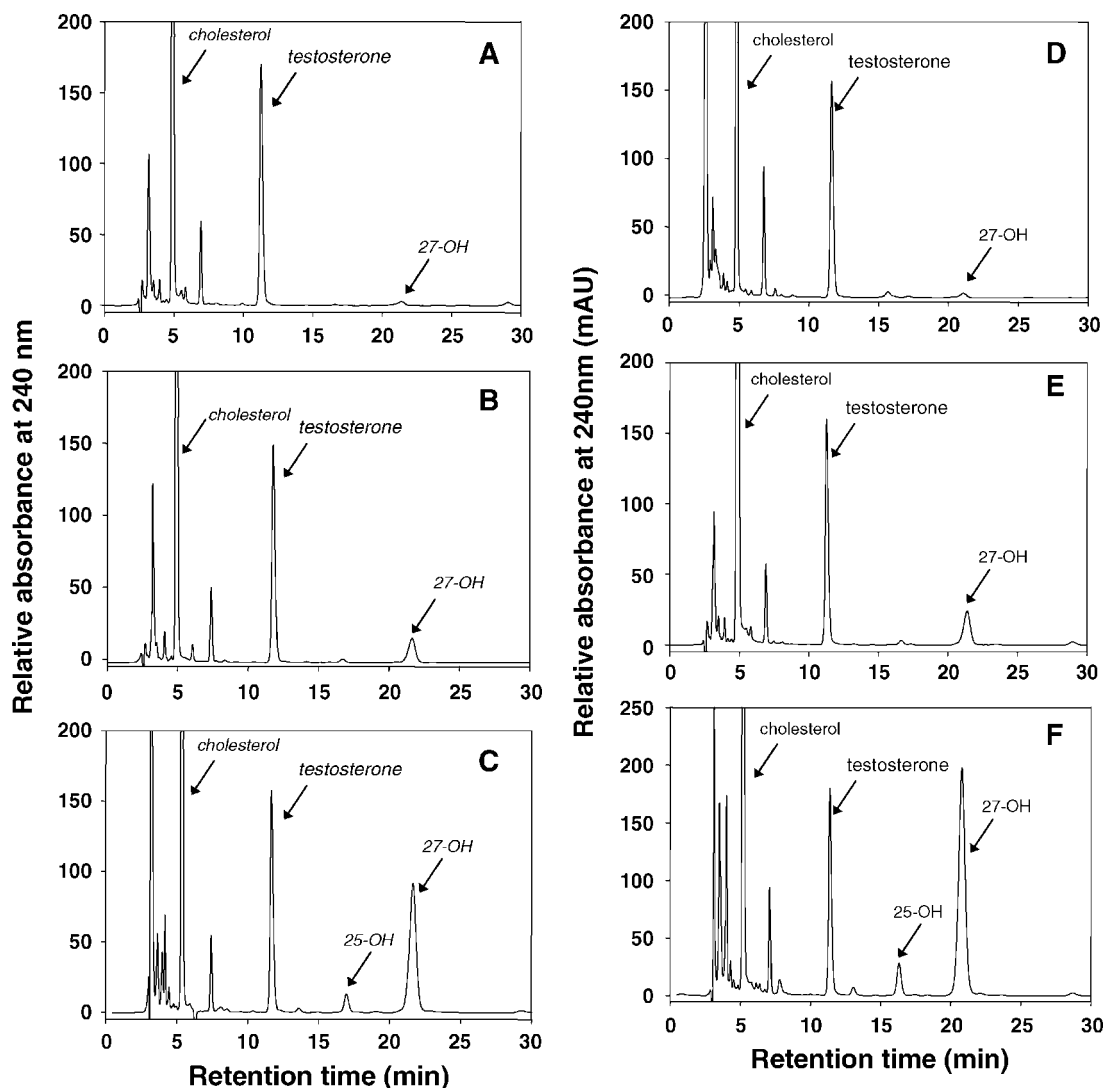 Relative absorbance at 240 nm
200
150
100
50
0
A
cholesterol
testosterone
27-OH
0 5 10 15 20 25 30
200
150
100
50
0
B
cholesterol
testosterone
27-OH
0 5 10 15 20 25 30
200
150
100
50
0
C
cholesterol
testosterone
25-OH
27-OH
0 5 10 15 20 25 30
Retention time (min)
Relative absorbance at 240nm (mAU)
200
150
100
50
0
D
cholesterol
testosterone
27-OH
0 5 10 15 20 25 30
200
150
100
50
0
E
cholesterol
testosterone
27-OH
0 5 10 15 20 25 30
250
200
150
100
50
0
F
cholesterol
testosterone
25-OH
27-OH
0 5 10 15 20 25 30
Retention time (min)